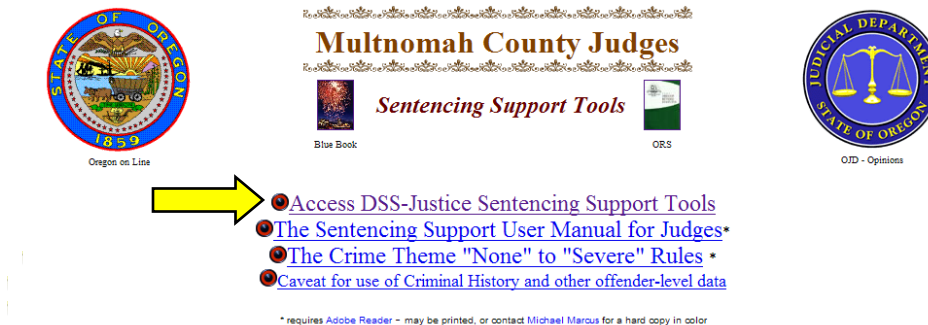 STATE OF OREGON
1859
Oregon on Line
Multnomah County Judges
Sentencing Support Tools
Blue Book
ORS
JUDICIAL DEPARTMENT
STATE OF OREGON
OJD - Opinions
Access DSS-Justice Sentencing Support Tools
The Sentencing Support User Manual for Judges*
The Crime Theme "None" to "Severe" Rules *
Caveat for use of Criminal History and other offender-level data
* requires Adobe Reader - may be printed, or contact Michael Marcus for a hard copy in color